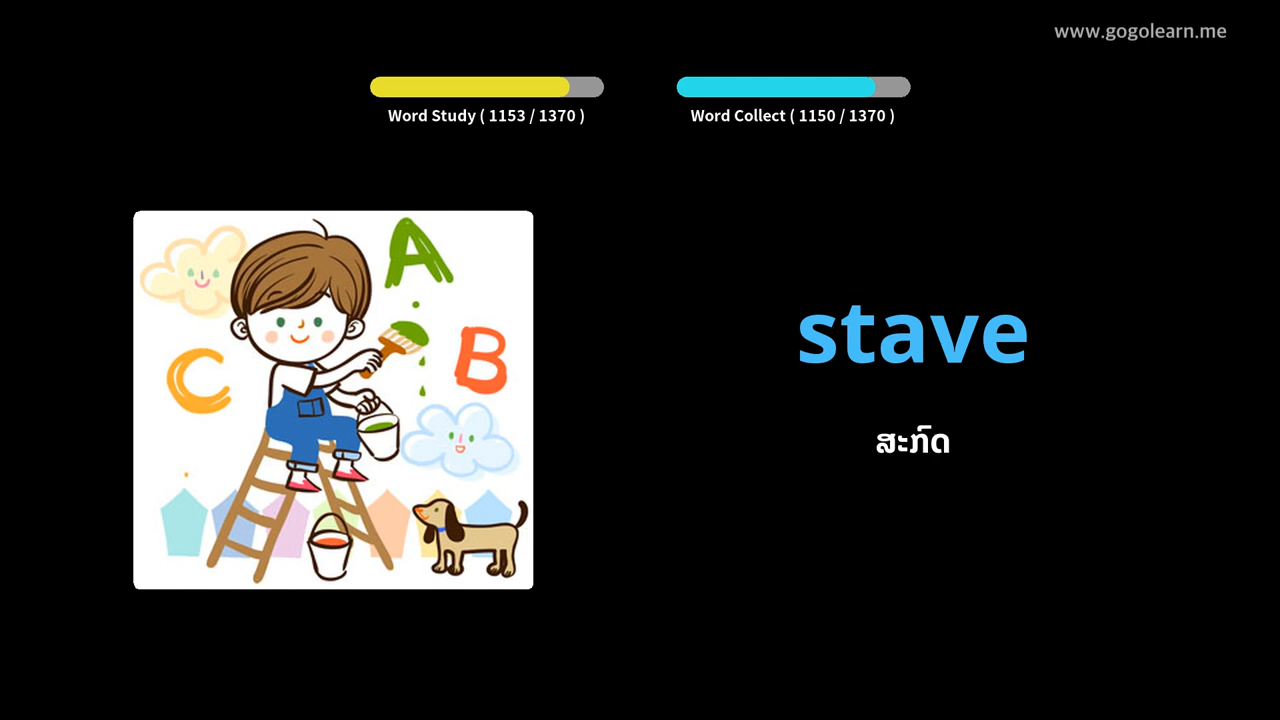 www.gogolearn.me
Word Study ( 1153 / 1370 )
Word Collect ( 1150 / 1370 )
A
B
C
stave
ສະກົດ